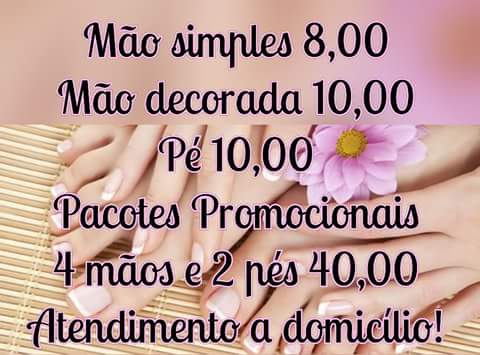 Mão simples 8,00
Mão decorada 10,00
Pé 10,00
Pacotes Promocionais
4 mãos e 2 pés 40,00
Atendimento a domicílio!